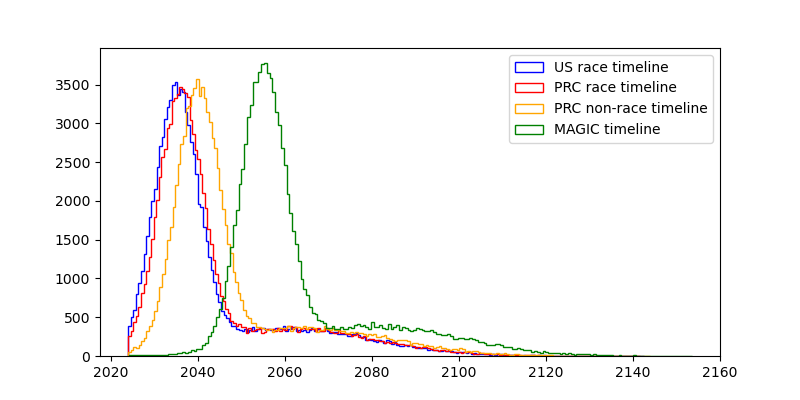 US race timeline
PRC race timeline
PRC non-race timeline
MAGIC timeline
3500
3000
2500
2000
1500
1000
500
0
2020 2040 2060 2080 2100 2120 2140 2160